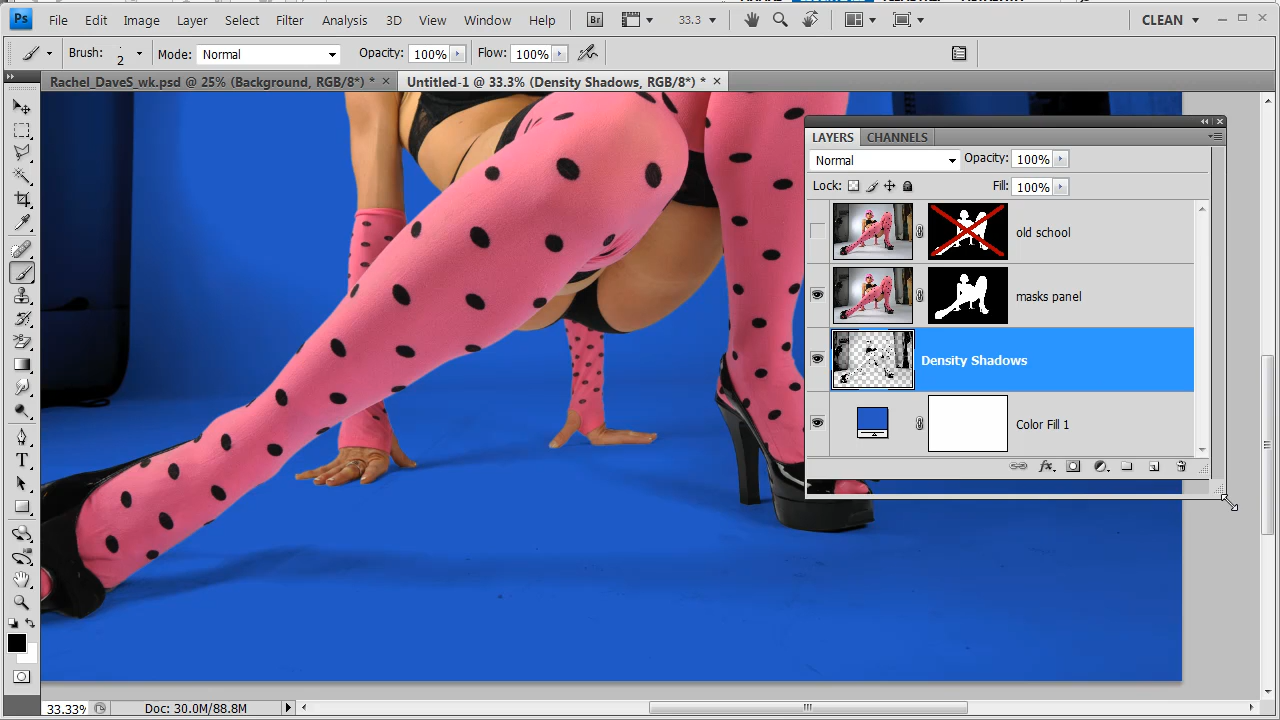 Ps File Edit Image Layer Select Filter Analysis 3D View Window Help Br 33.3 CLEAN
Brush: 2 Mode: Normal Opacity: 100% Flow: 100%
Rachel_DaveS_wk.psd @ 25% (Background, RGB/8*) * × Untitled-1 @ 33.3% (Density Shadows, RGB/8*) * ×
LAYERS CHANNELS
Normal Opacity: 100%
Lock: Fill: 100%
old school
masks panel
Density Shadows
Color Fill 1
fx
T
33.33% Doc: 30.0M/88.8M